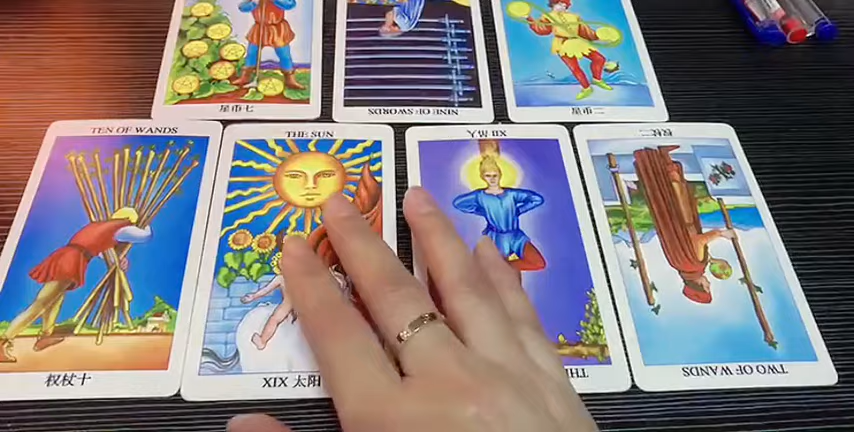 星币七
NINE OF SWORDS
星币二
TEN OF WANDS
THE SUN
XII 吊人
权杖二
权杖十
XIX 太阳
TWO OF WANDS